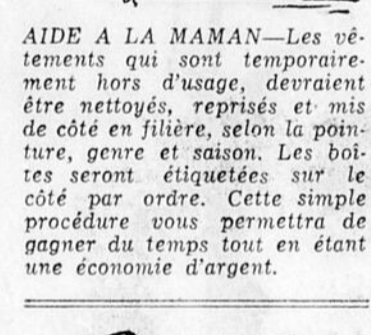 AIDE A LA MAMAN—Les vê-
tements qui sont temporaire-
ment hors d'usage, devraient
être nettoyés, reprisés et mis
de côté en filière, selon la poin-
ture, genre et saison. Les boî-
tes seront étiquetées sur le
côté par ordre. Cette simple
procédure vous permettra de
gagner du temps tout en étant
une économie d'argent.